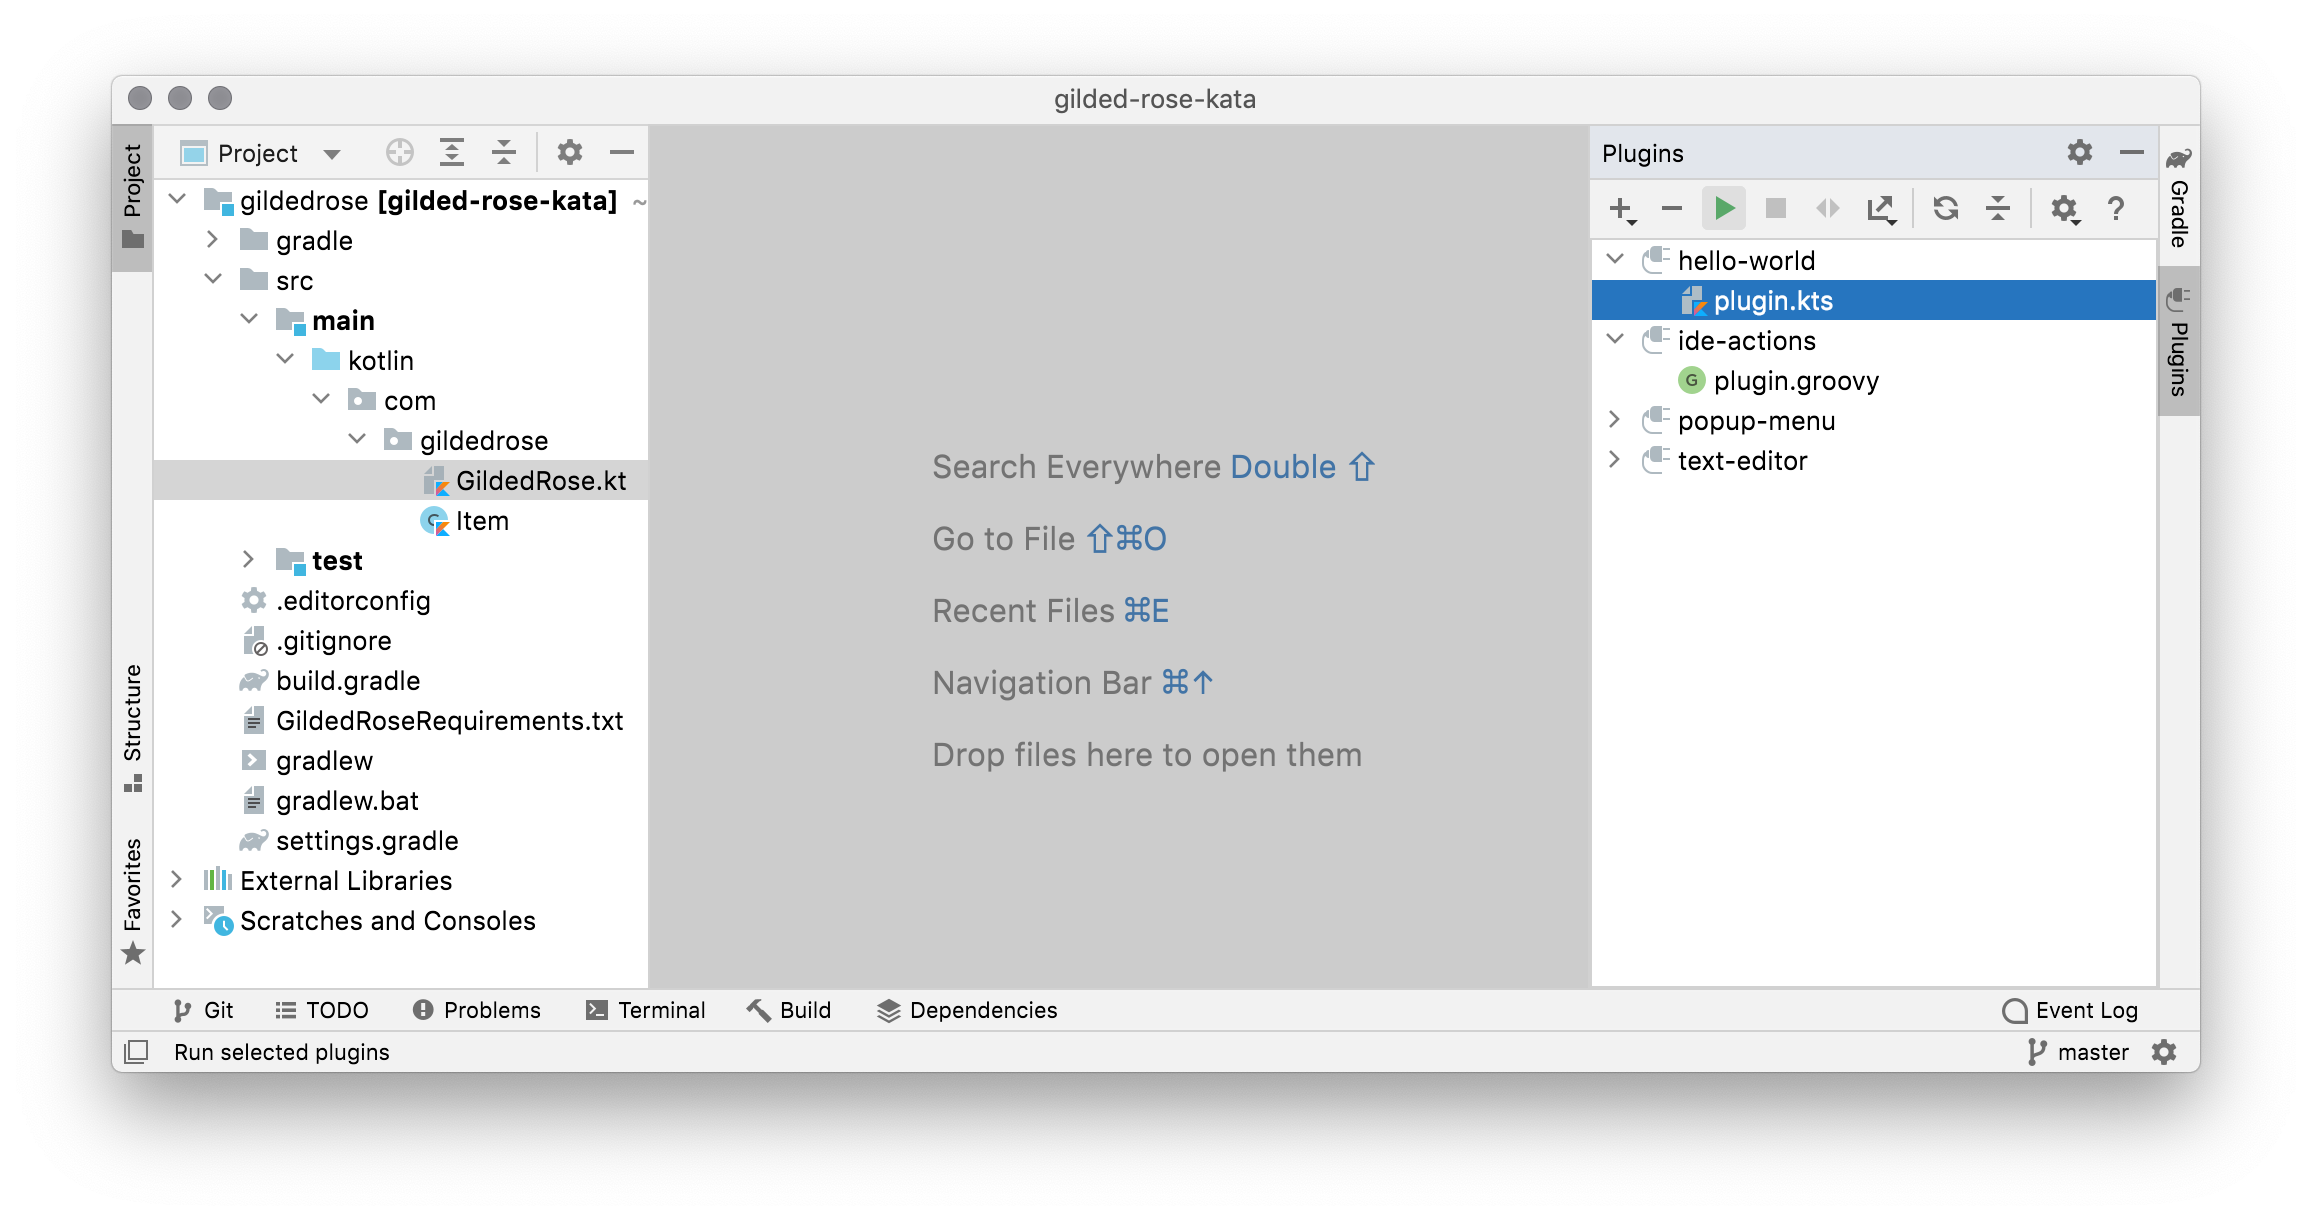 gilded-rose-kata
Project
Project
gildedrose [gilded-rose-kata] ~
gradle
src
main
kotlin
com
gildedrose
GildedRose.kt
Item
test
.editorconfig
.gitignore
build.gradle
GildedRoseRequirements.txt
gradlew
gradlew.bat
settings.gradle
External Libraries
Scratches and Consoles
Structure
Favorites
Search Everywhere Double ⇧
Go to File ⇧⌘O
Recent Files ⌘E
Navigation Bar ⌘↑
Drop files here to open them
Plugins
?
hello-world
plugin.kts
ide-actions
G plugin.groovy
popup-menu
text-editor
Gradle
Plugins
Git
TODO
Problems
Terminal
Build
Dependencies
Event Log
Run selected plugins
master